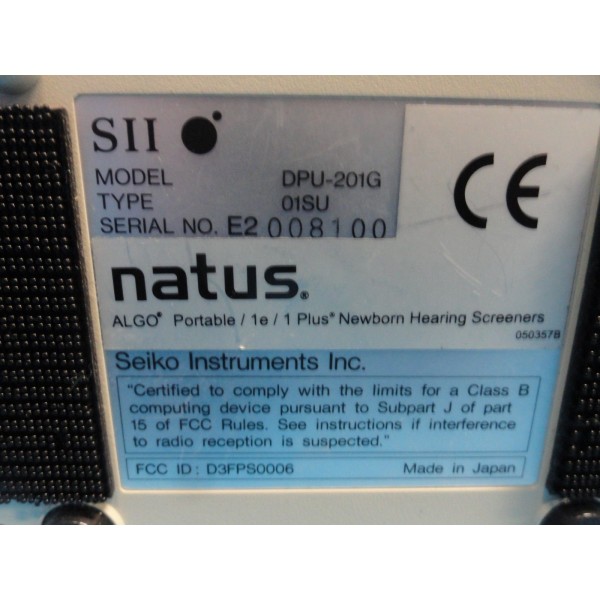 SII
MODEL DPU-201G
TYPE 01SU
SERIAL NO. E2 008100
CE
natus®
ALGO® Portable / 1e / 1 Plus® Newborn Hearing Screeners
050357B
Seiko Instruments Inc.
"Certified to comply with the limits for a Class B
computing device pursuant to Subpart J of part
15 of FCC Rules. See instructions if interference
to radio reception is suspected."
FCC ID : D3FPS0006 Made in Japan